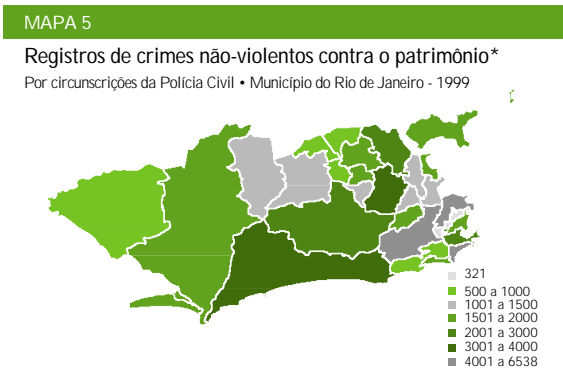 MAPA 5
Registros de crimes não-violentos contra o patrimônio*
Por circunscrições da Polícia Civil • Município do Rio de Janeiro - 1999
321
500 a 1000
1001 a 1500
1501 a 2000
2001 a 3000
3001 a 4000
4001 a 6538